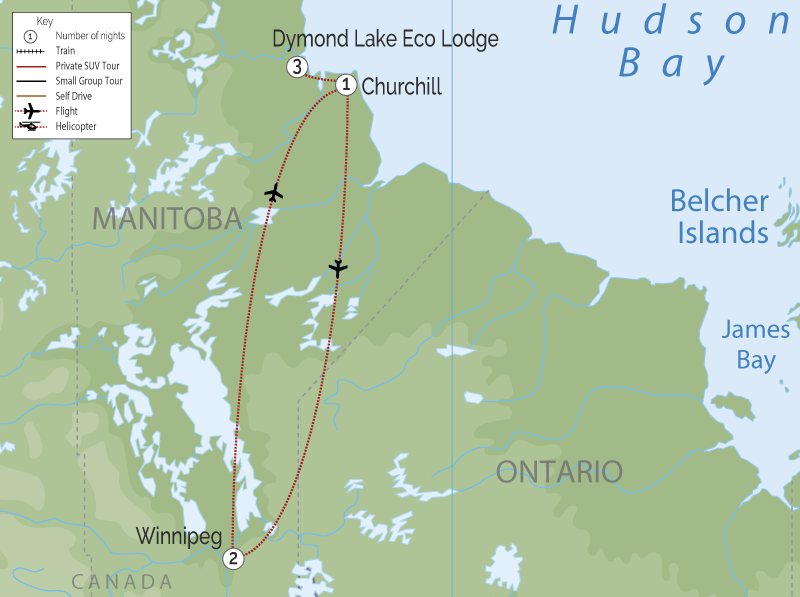 Key
1 Number of nights
Train
Private SUV Tour
Small Group Tour
Self Drive
Flight
Helicopter
Hudson
Bay
Dymond Lake Eco Lodge
3
1
Churchill
MANITOBA
Belcher
Islands
James
Bay
ONTARIO
Winnipeg
2
CANADA